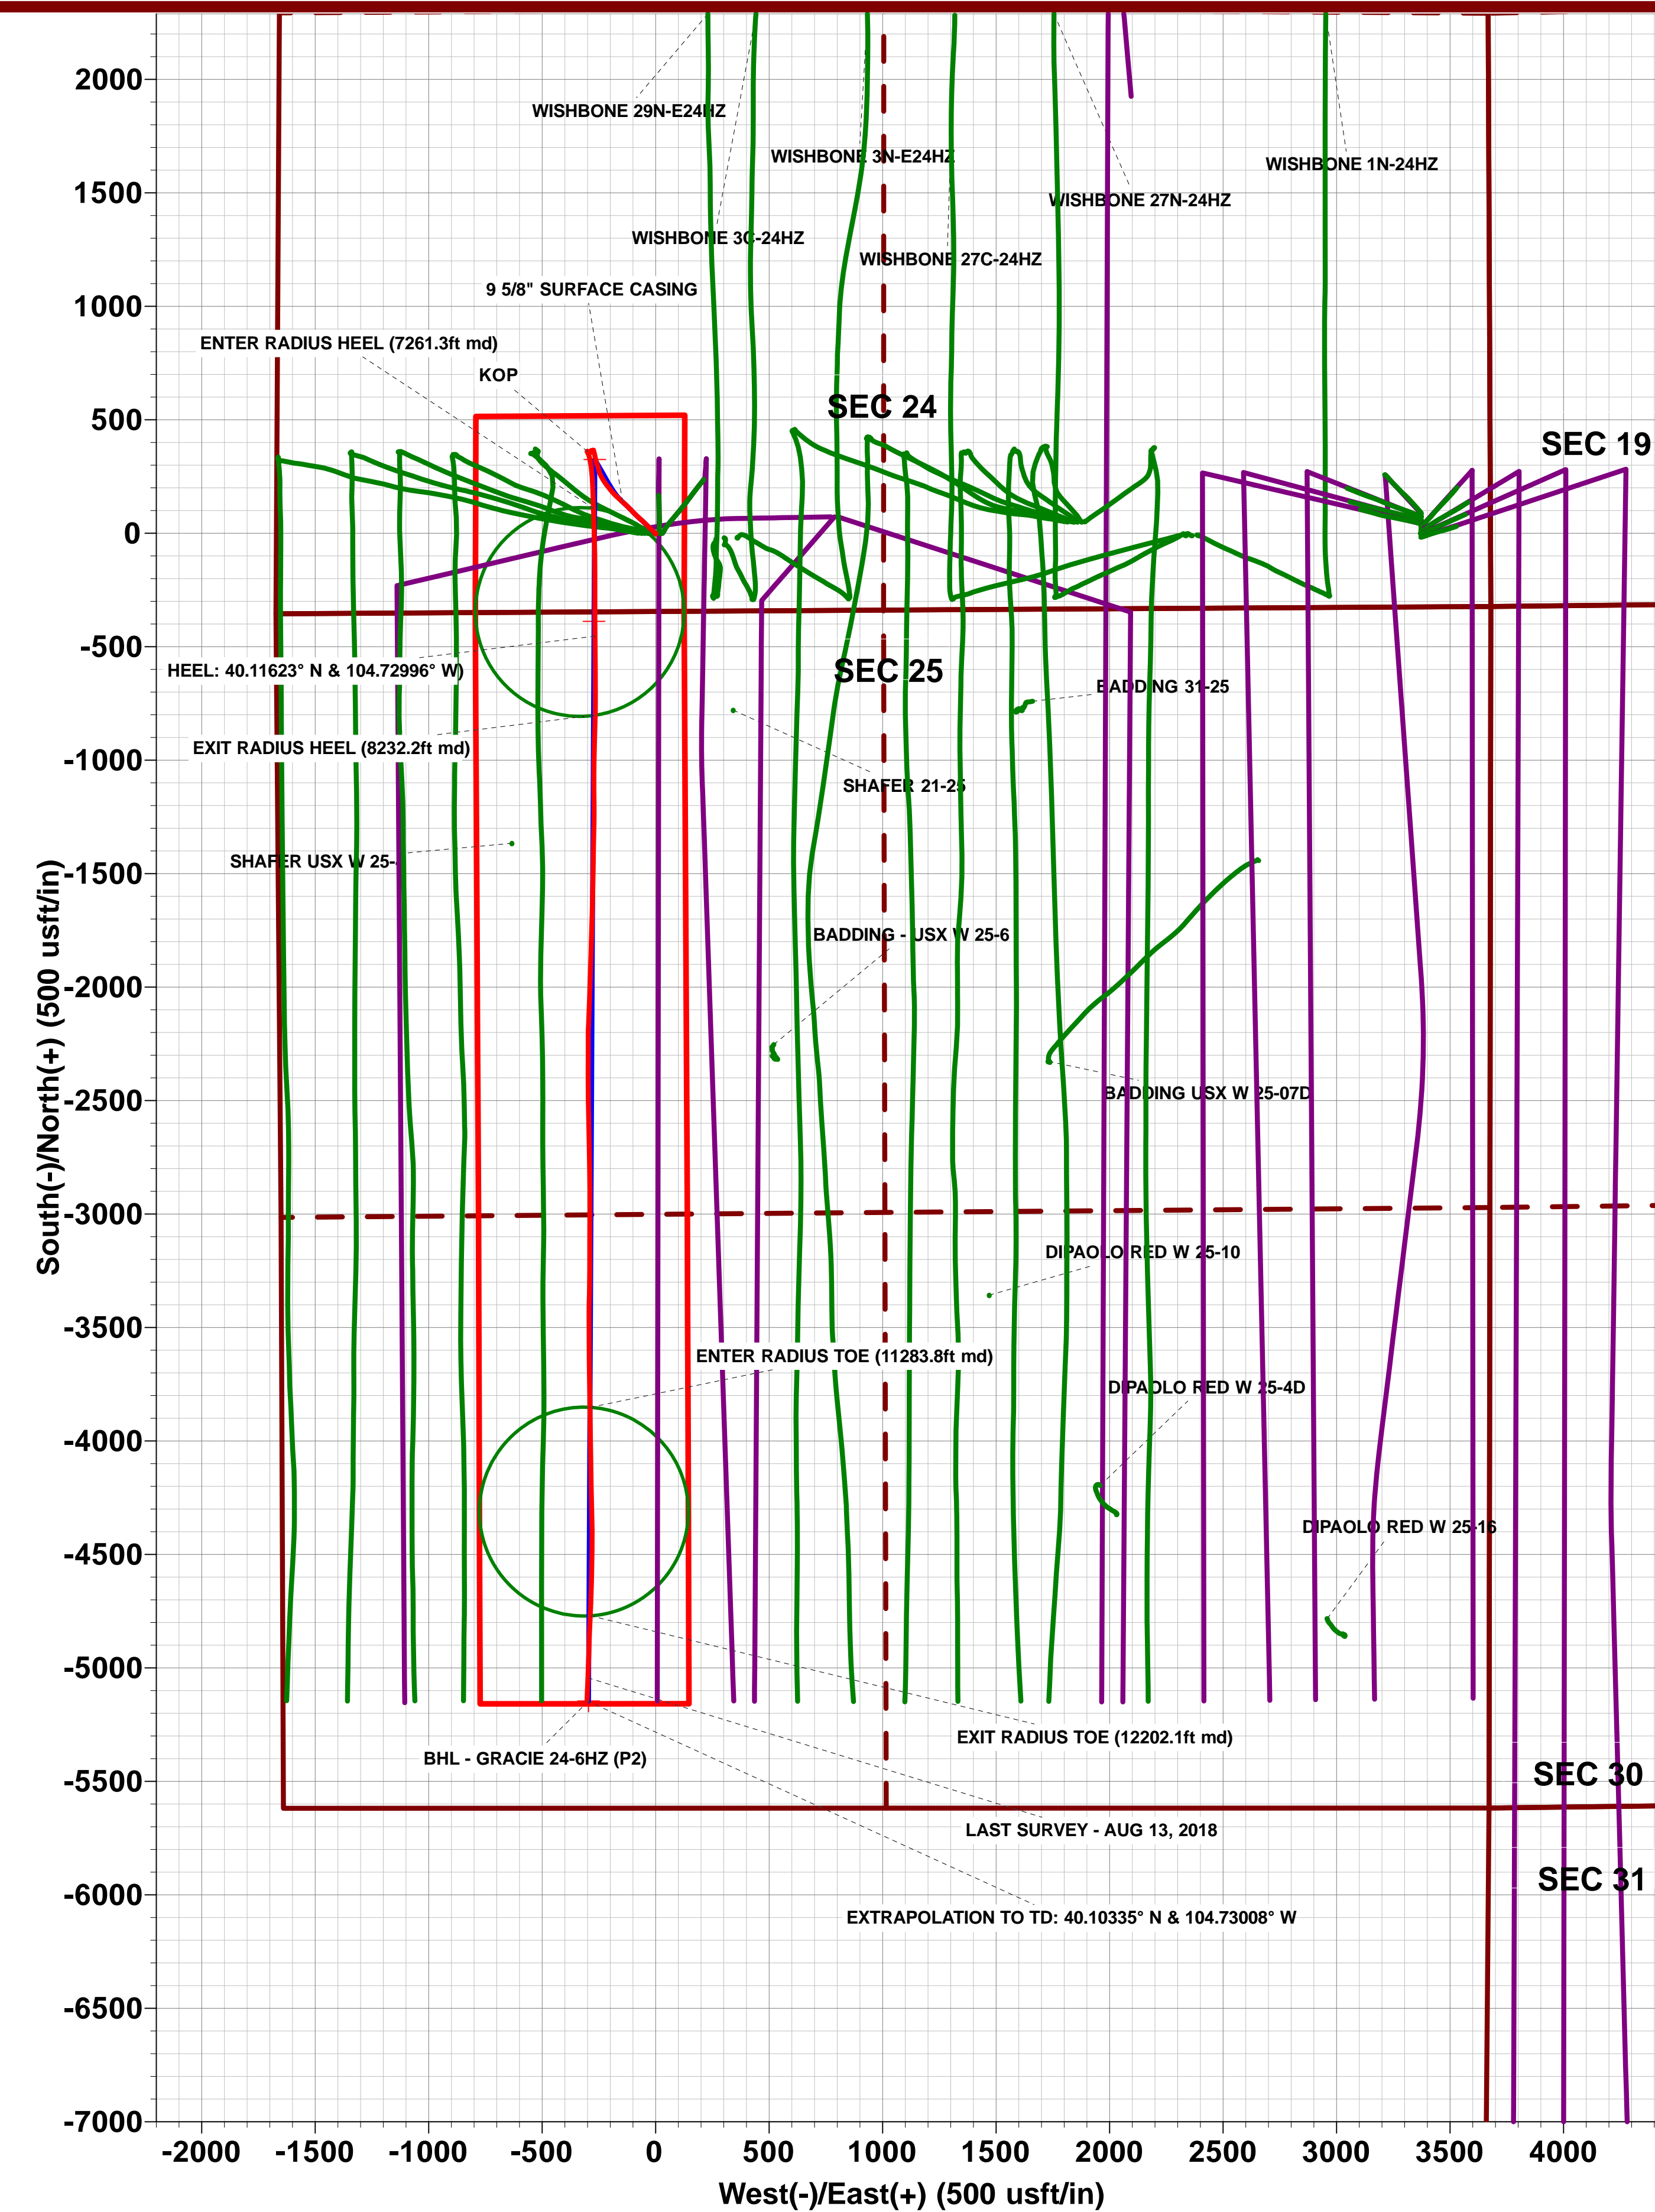 2000
WISHBONE 29N-E24HZ
WISHBONE 3N-E24HZ
WISHBONE 1N-24HZ
1500
WISHBONE 27N-24HZ
WISHBONE 3C-24HZ
WISHBONE 27C-24HZ
9 5/8" SURFACE CASING
1000
ENTER RADIUS HEEL (7261.3ft md)
KOP
500
SEC 24
SEC 19
0
-500
HEEL: 40.11623° N & 104.72996° W)
SEC 25
BADDING 31-25
EXIT RADIUS HEEL (8232.2ft md)
-1000
SHAFER 21-25
SHAFER USX W 25-
-1500
BADDING - USX W 25-6
-2000
BADDING USX W 25-07D
-2500
South(-)/North(+) (500 usft/in)
-3000
DIPAOLO RED W 25-10
-3500
ENTER RADIUS TOE (11283.8ft md)
DIPAOLO RED W 25-4D
-4000
DIPAOLO RED W 25-16
-4500
-5000
EXIT RADIUS TOE (12202.1ft md)
BHL - GRACIE 24-6HZ (P2)
-5500
SEC 30
LAST SURVEY - AUG 13, 2018
SEC 31
-6000
EXTRAPOLATION TO TD: 40.10335° N & 104.73008° W
-6500
-7000
-2000 -1500 -1000 -500 0 500 1000 1500 2000 2500 3000 3500 4000
West(-)/East(+) (500 usft/in)